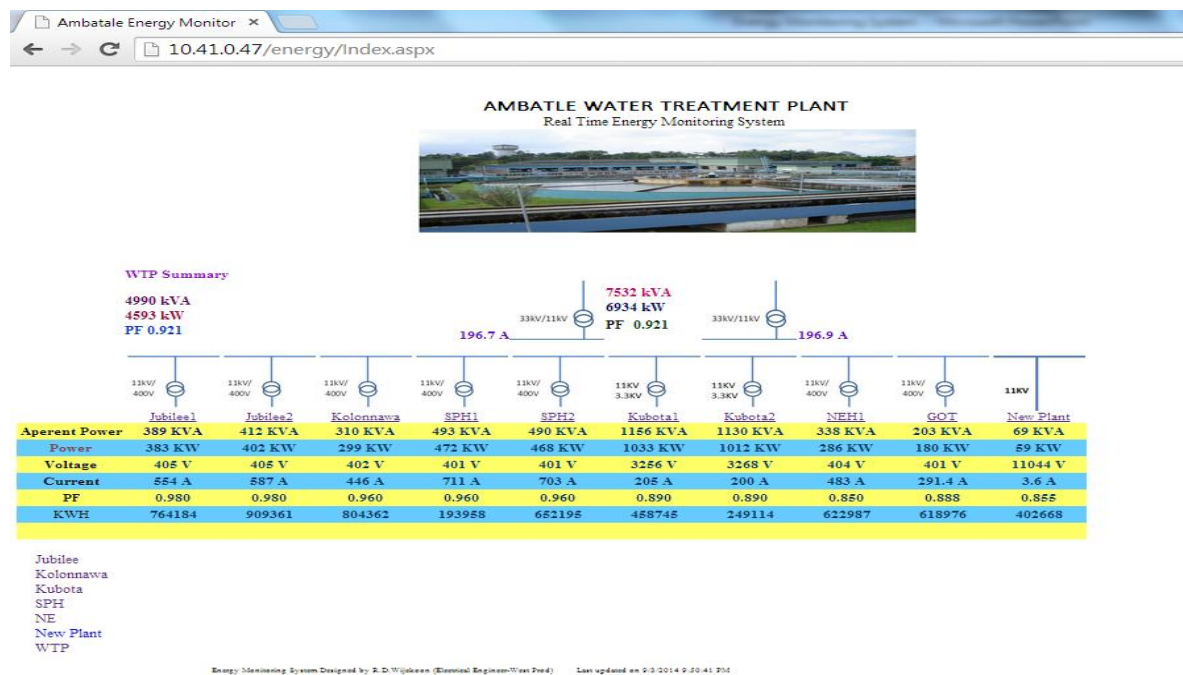 Ambatale Energy Monitor ×
10.41.0.47/energy/Index.aspx
AMBATLE WATER TREATMENT PLANT
Real Time Energy Monitoring System
WTP Summary
4990 kVA
4593 kW
PF 0.921
7532 kVA
6934 kW
PF 0.921
33kV/11kV
33kV/11kV
196.7 A
196.9 A
11kV/ 400V
11kV/ 400V
11kV/ 400V
11kV/ 400V
11kV/ 400V
11KV 3.3KV
11KV 3.3KV
11kV/ 400V
11kV/ 400V
11KV
Jubilee1 Jubilee2 Kolonnawa SPH1 SPH2 Kubota1 Kubota2 NEH1 GOT New Plant
Aperent Power 389 KVA 412 KVA 310 KVA 493 KVA 490 KVA 1156 KVA 1130 KVA 338 KVA 203 KVA 69 KVA
Power 383 KW 402 KW 299 KW 472 KW 468 KW 1033 KW 1012 KW 286 KW 180 KW 59 KW
Voltage 405 V 405 V 402 V 401 V 401 V 3256 V 3268 V 404 V 401 V 11044 V
Current 554 A 587 A 446 A 711 A 703 A 205 A 200 A 483 A 291.4 A 3.6 A
PF 0.980 0.980 0.960 0.960 0.960 0.890 0.890 0.850 0.888 0.855
KWH 764184 909361 804362 193958 652195 458745 249114 622987 618976 402668
Jubilee
Kolonnawa
Kubota
SPH
NE
New Plant
WTP
Energy Monitoring System Designed by R.D.Wijekoon (Electrical Engineer-West Prod) Last updated on 9/3/2014 9:50:41 PM